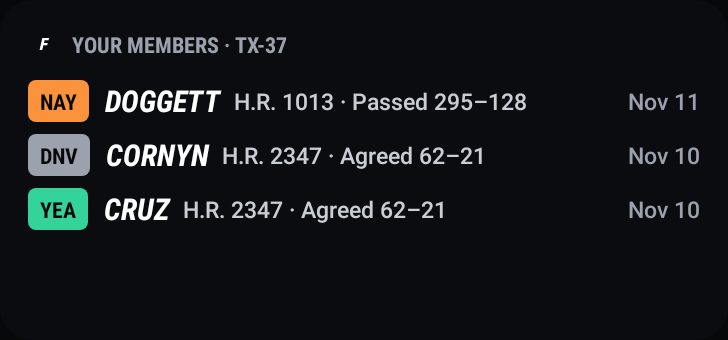 F YOUR MEMBERS · TX-37
NAY DOGGETT H.R. 1013 · Passed 295–128 Nov 11
DNV CORNYN H.R. 2347 · Agreed 62–21 Nov 10
YEA CRUZ H.R. 2347 · Agreed 62–21 Nov 10